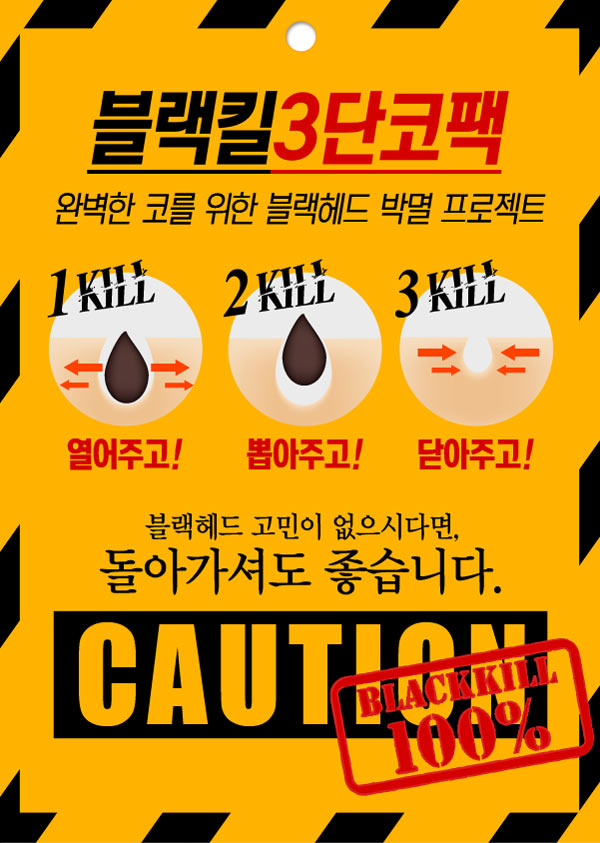 블랙킬3단코팩
완벽한 코를 위한 블랙헤드 박멸 프로젝트
1 KILL
2 KILL
3 KILL
열어주고!
뽑아주고!
닫아주고!
블랙헤드 고민이 없으시다면,
돌아가셔도 좋습니다.
CAUTION
BLACKKILL
100%